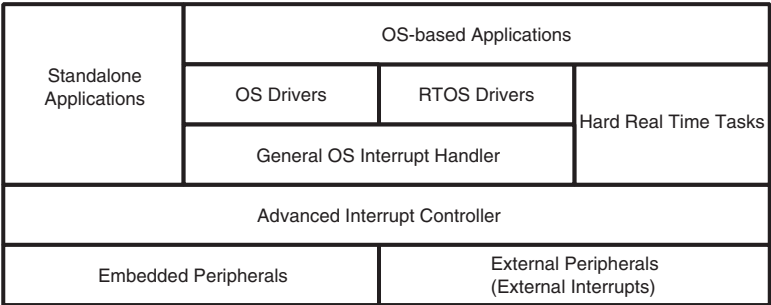 OS-based Applications
Standalone
Applications
OS Drivers
RTOS Drivers
Hard Real Time Tasks
General OS Interrupt Handler
Advanced Interrupt Controller
Embedded Peripherals
External Peripherals
(External Interrupts)